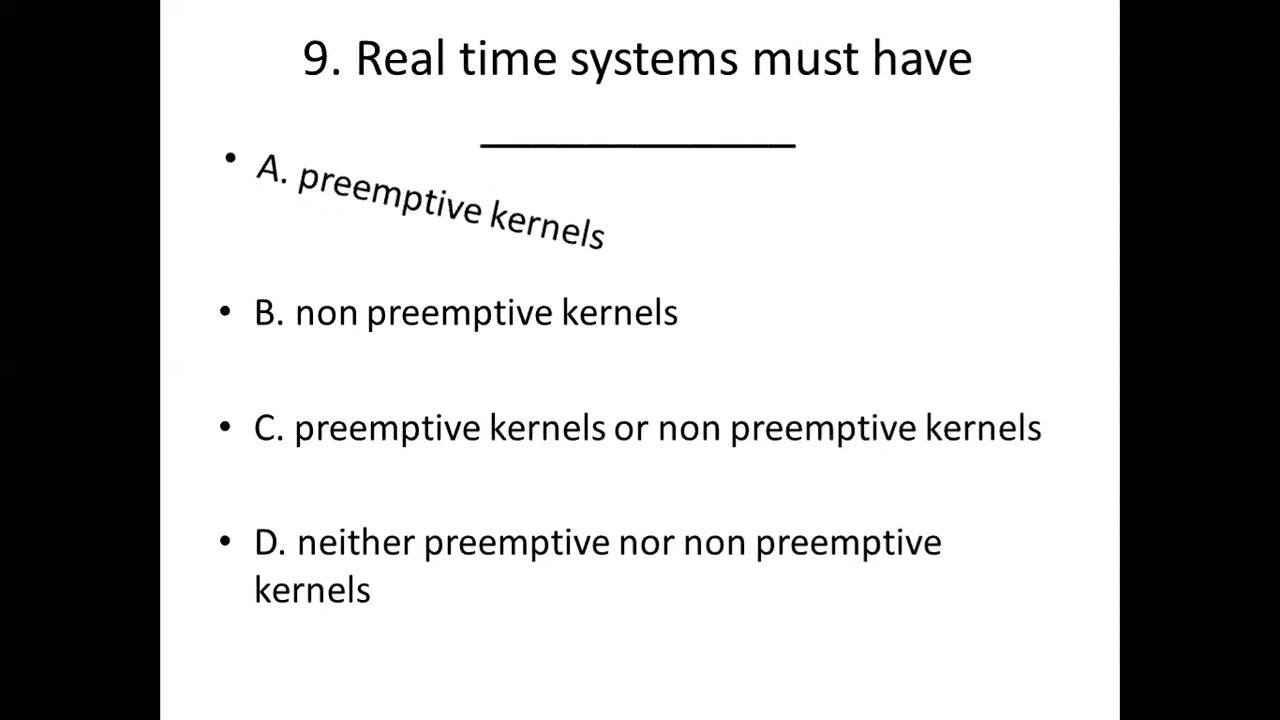 9. Real time systems must have
_______________
• A. preemptive kernels
• B. non preemptive kernels
• C. preemptive kernels or non preemptive kernels
• D. neither preemptive nor non preemptive
kernels